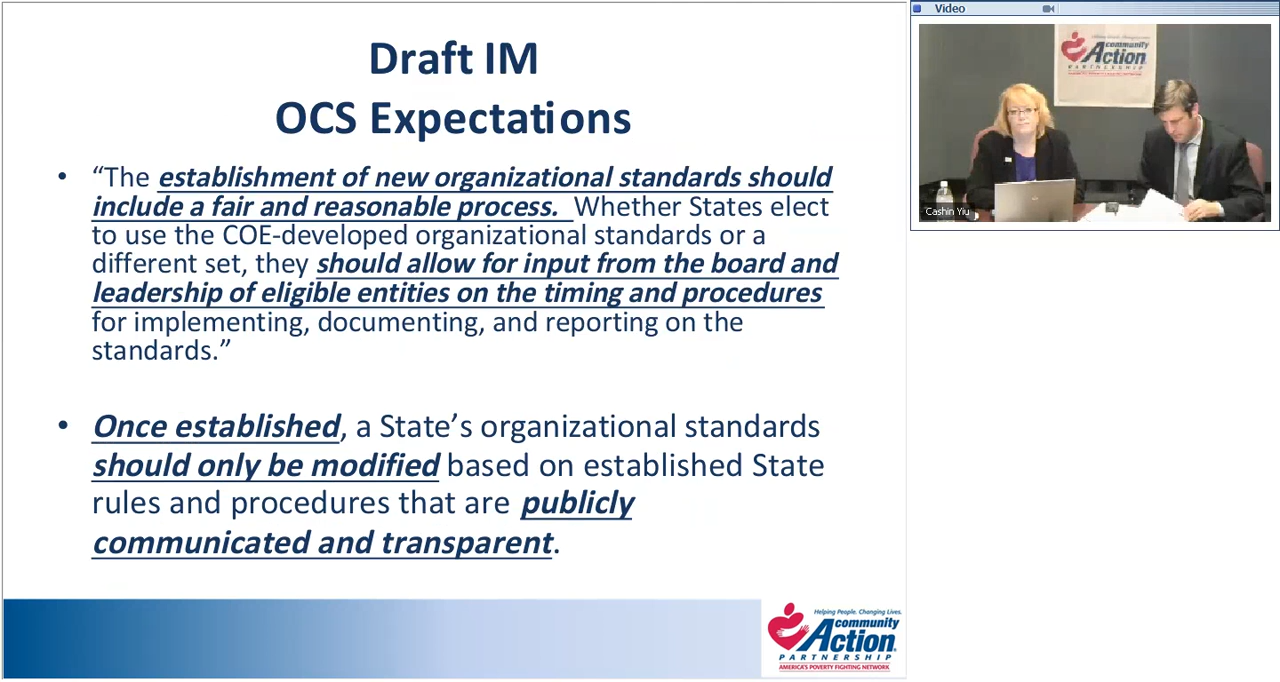 Draft IM
OCS Expectations
• “The establishment of new organizational standards should
include a fair and reasonable process. Whether States elect
to use the COE-developed organizational standards or a
different set, they should allow for input from the board and
leadership of eligible entities on the timing and procedures
for implementing, documenting, and reporting on the
standards.”
• Once established, a State’s organizational standards
should only be modified based on established State
rules and procedures that are publicly
communicated and transparent.
Helping People. Changing Lives.
community
Action
PARTNERSHIP
AMERICA'S POVERTY FIGHTING NETWORK
Video
community
Action
PARTNERSHIP
Cashin Yiu